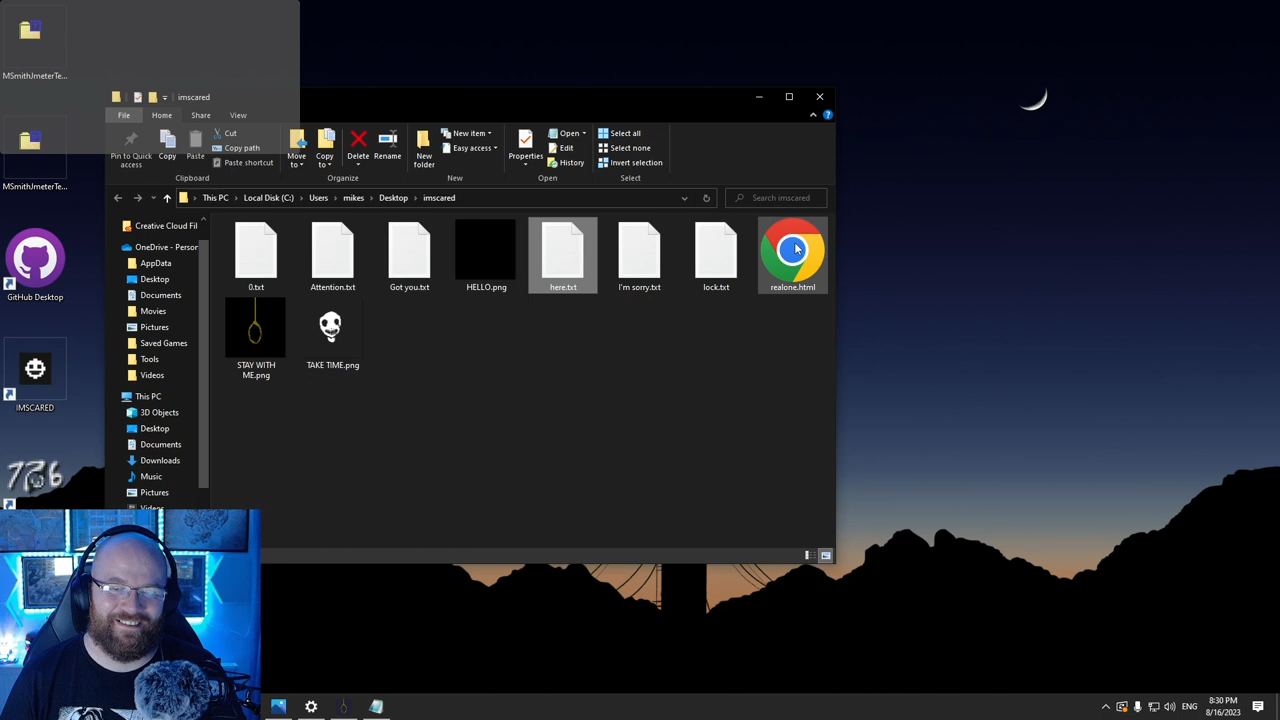 MSmithJmeterTe...
MSmithJmeterTe...
GitHub Desktop
IMSCARED
imscared
File
Home
Share
View
Pin to Quick access
Copy
Paste
Cut
Copy path
Paste shortcut
Clipboard
Move to
Copy to
Delete
Rename
Organize
New folder
New item
Easy access
New
Properties
Open
Edit
History
Open
Select all
Select none
Invert selection
Select
This PC
Local Disk (C:)
Users
mikes
Desktop
imscared
Search imscared
Creative Cloud Fil
OneDrive - Person
AppData
Desktop
Documents
Movies
Pictures
Saved Games
Tools
Videos
This PC
3D Objects
Desktop
Documents
Downloads
Music
Pictures
Videos
0.txt
Attention.txt
Got you.txt
HELLO.png
here.txt
I'm sorry.txt
lock.txt
realone.html
STAY WITH
ME.png
TAKE TIME.png
ENG
8:30 PM
8/16/2023